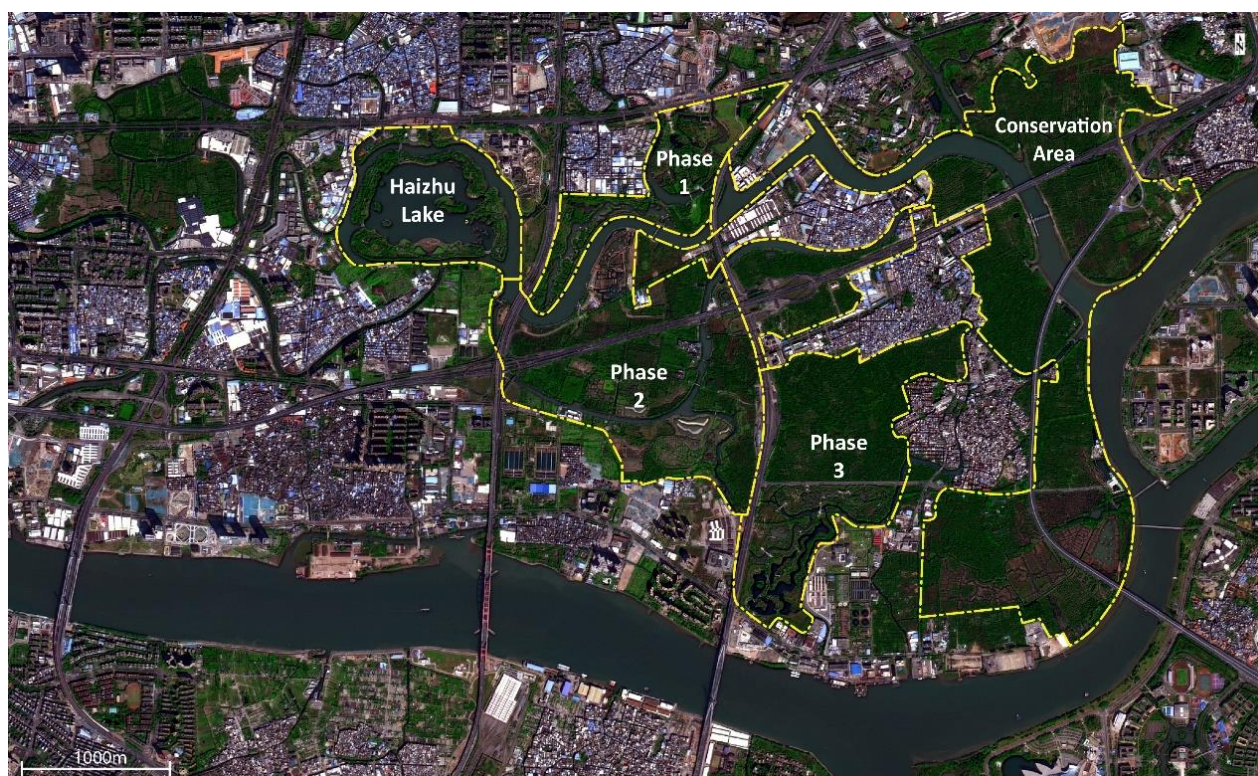 Haizhu
Lake
Phase
1
Conservation
Area
Phase
2
Phase
3
N
1000m